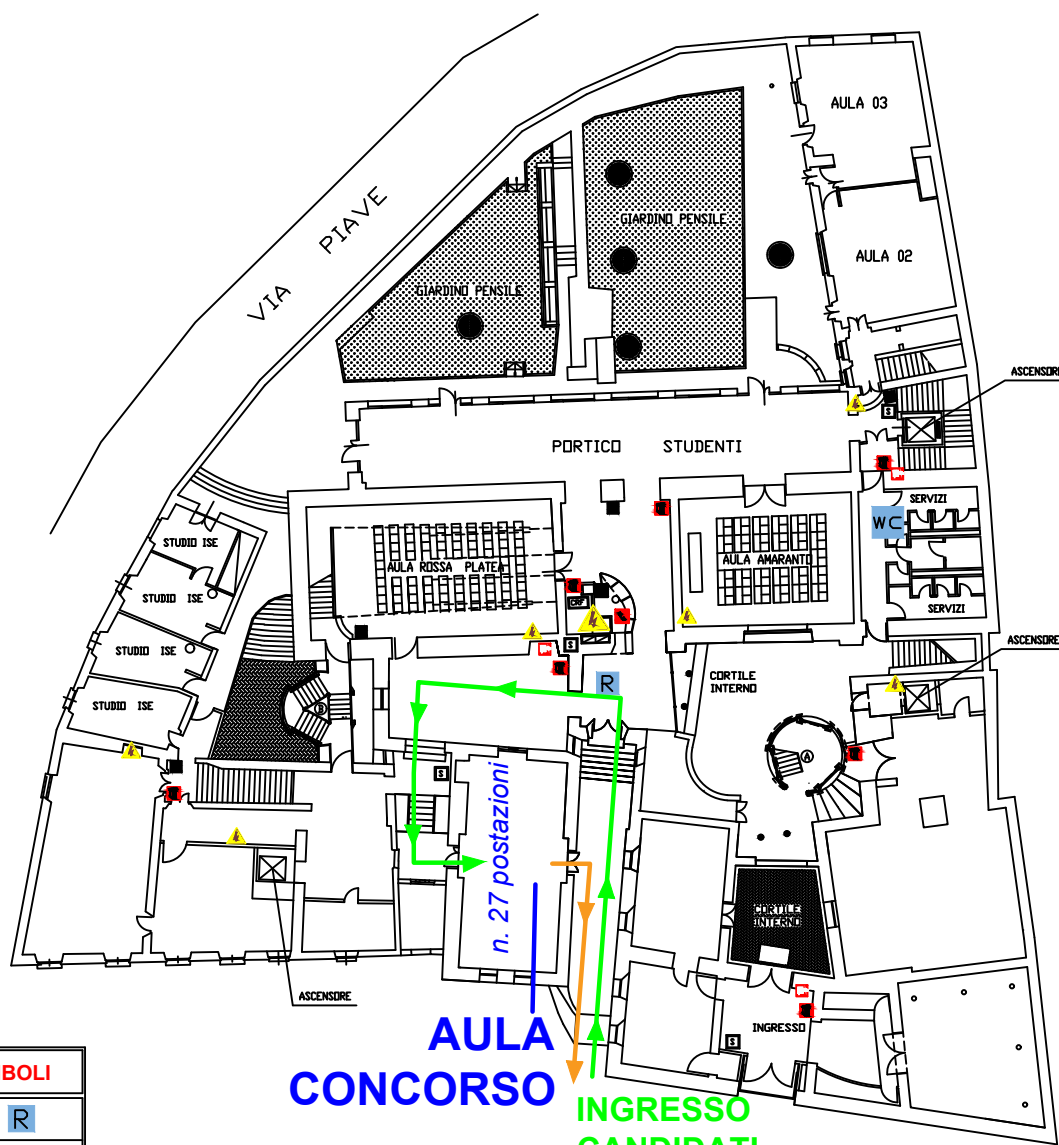 AULA 03
VIA PIAVE
GIARDINO PENSILE
GIARDINO PENSILE
AULA 02
ASCENSORE
PORTICO STUDENTI
SERVIZI
WC
STUDIO ISE
AULA ROSSA PLATEA
AULA AMARANTO
STUDIO ISE
CRF
SERVIZI
S
S
STUDIO ISE
ASCENSORE
CORTILE
INTERNO
R
STUDIO ISE
B
A
S
n. 27 postazioni
CORTILE
INTERNO
ASCENSORE
INGRESSO
S
AULA
CONCORSO
BOLI
R
INGRESSO
CANDIDATI